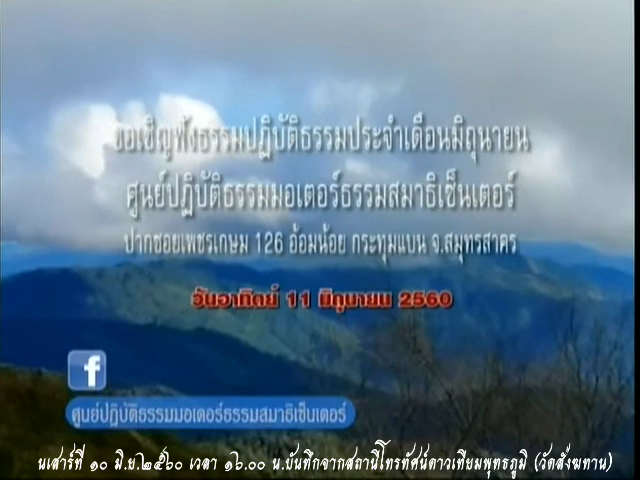 ขอเชิญฟังธรรมปฏิบัติธรรมประจำเดือนมิถุนายน
ศูนย์ปฏิบัติธรรมมอเตอร์ธรรมสมาธิเซ็นเตอร์
ปากซอยเพชรเกษม 126 อ้อมน้อย กระทุ่มแบน จ.สมุทรสาคร
วันอาทิตย์ 11 มิถุนายน 2560
f
ศูนย์ปฏิบัติธรรมมอเตอร์ธรรมสมาธิเซ็นเตอร์
นเสาร์ที่ ๑๐ มิ.ย.๒๕๖๐ เวลา ๑๖.๐๐ น.บันทึกจากสถานีโทรทัศน์ดาวเทียมพุทธภูมิ (วัดสังฆทาน)